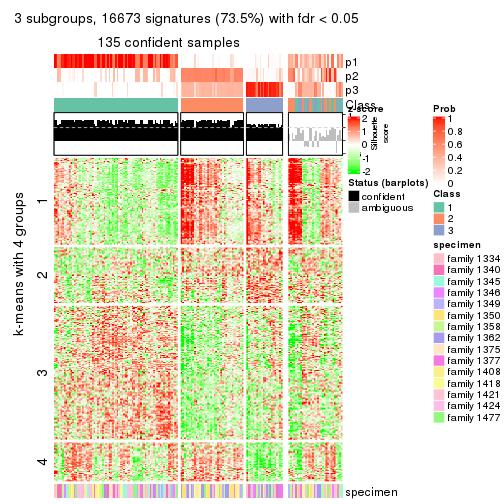 3 subgroups, 16673 signatures (73.5%) with fdr < 0.05
135 confident samples
p1
p2
p3
Class
1
2
3
4
k-means with 4 groups
specimen
z-score
2
1
0
-1
-2
Silhouette
score
Status (barplots)
confident
ambiguous
Prob
1
0.8
0.6
0.4
0.2
0
Class
1
2
3
specimen
family 1334
family 1340
family 1345
family 1346
family 1349
family 1350
family 1358
family 1362
family 1375
family 1377
family 1408
family 1418
family 1421
family 1424
family 1477